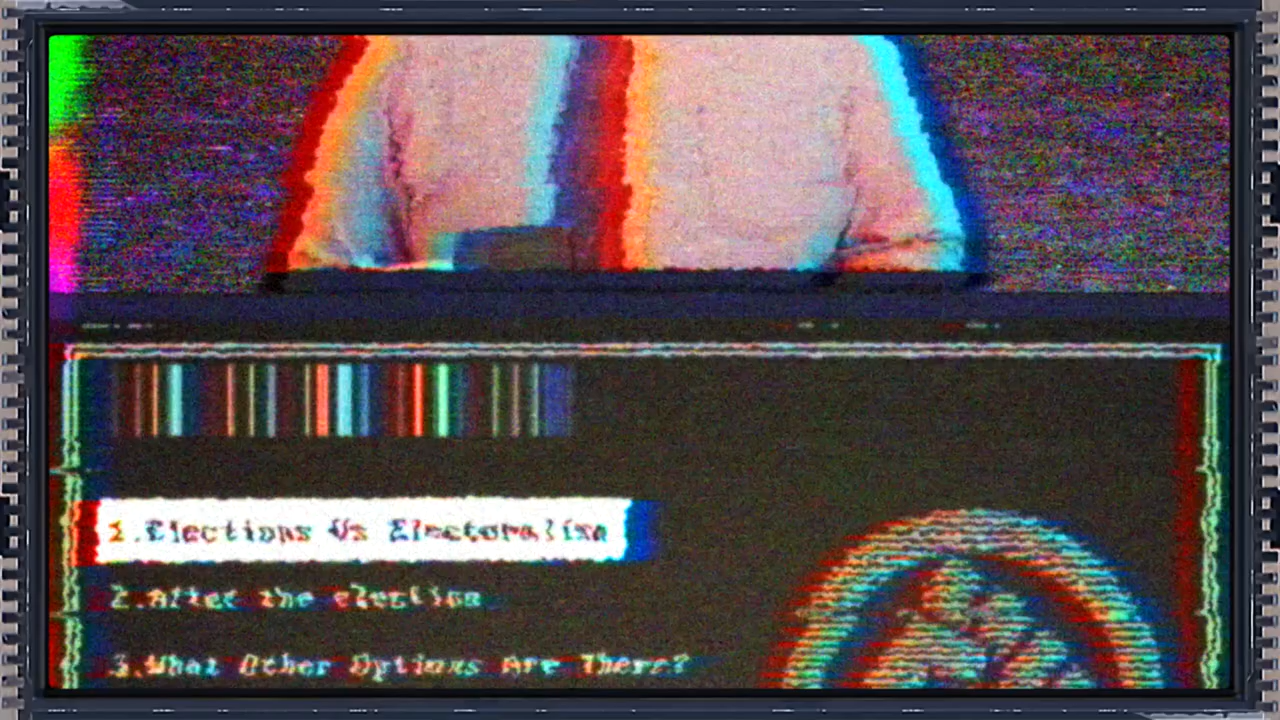 1.Elections Vs Electoralism
2.After the election
3.What Other Options Are There?